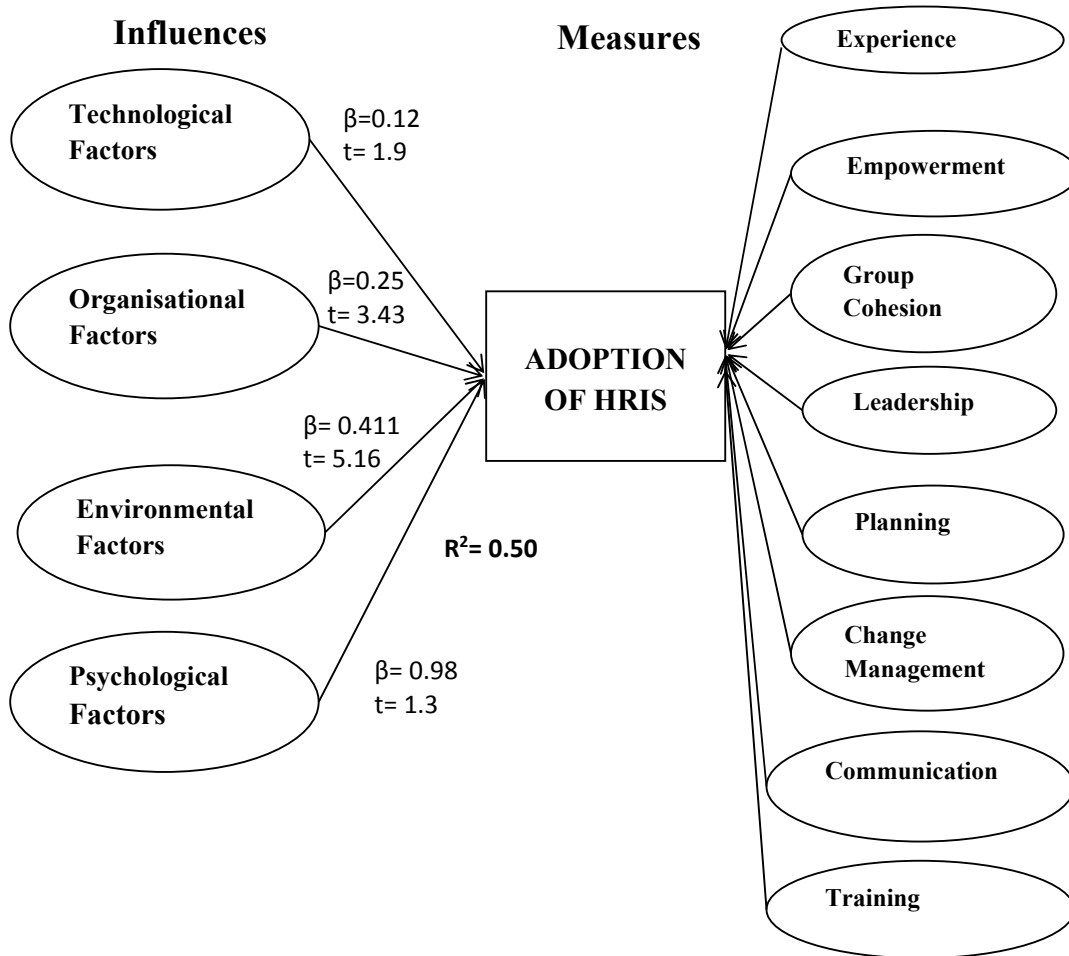 Influences
Measures
Technological
Factors
β=0.12
t= 1.9
Organisational
Factors
β=0.25
t= 3.43
Environmental
Factors
β= 0.411
t= 5.16
Psychological
Factors
β= 0.98
t= 1.3
R²= 0.50
ADOPTION
OF HRIS
Experience
Empowerment
Group
Cohesion
Leadership
Planning
Change
Management
Communication
Training